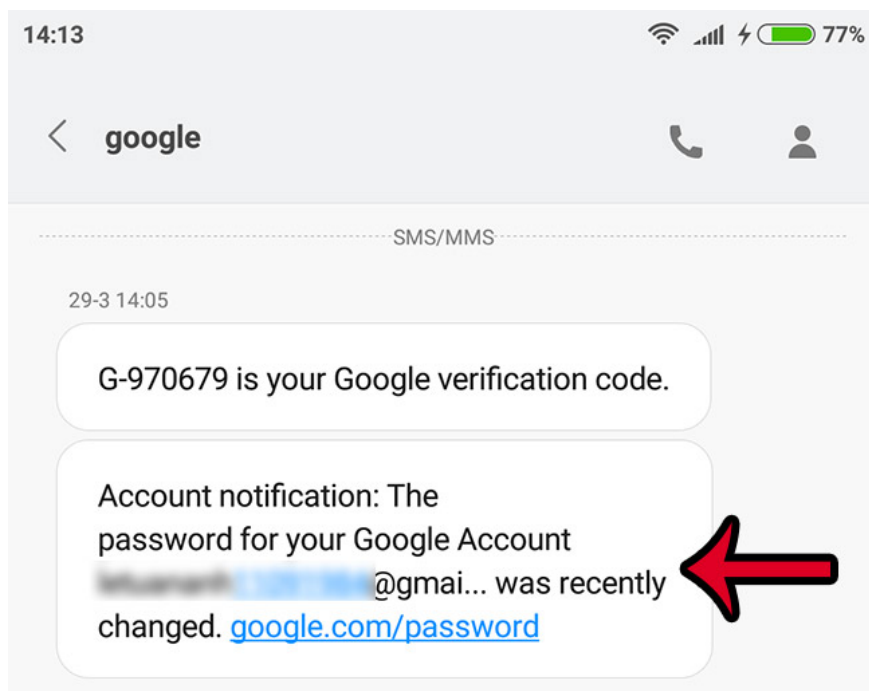 14:13
77%
google
SMS/MMS
29-3 14:05
G-970679 is your Google verification code.
Account notification: The
password for your Google Account
@gmai... was recently
changed. google.com/password